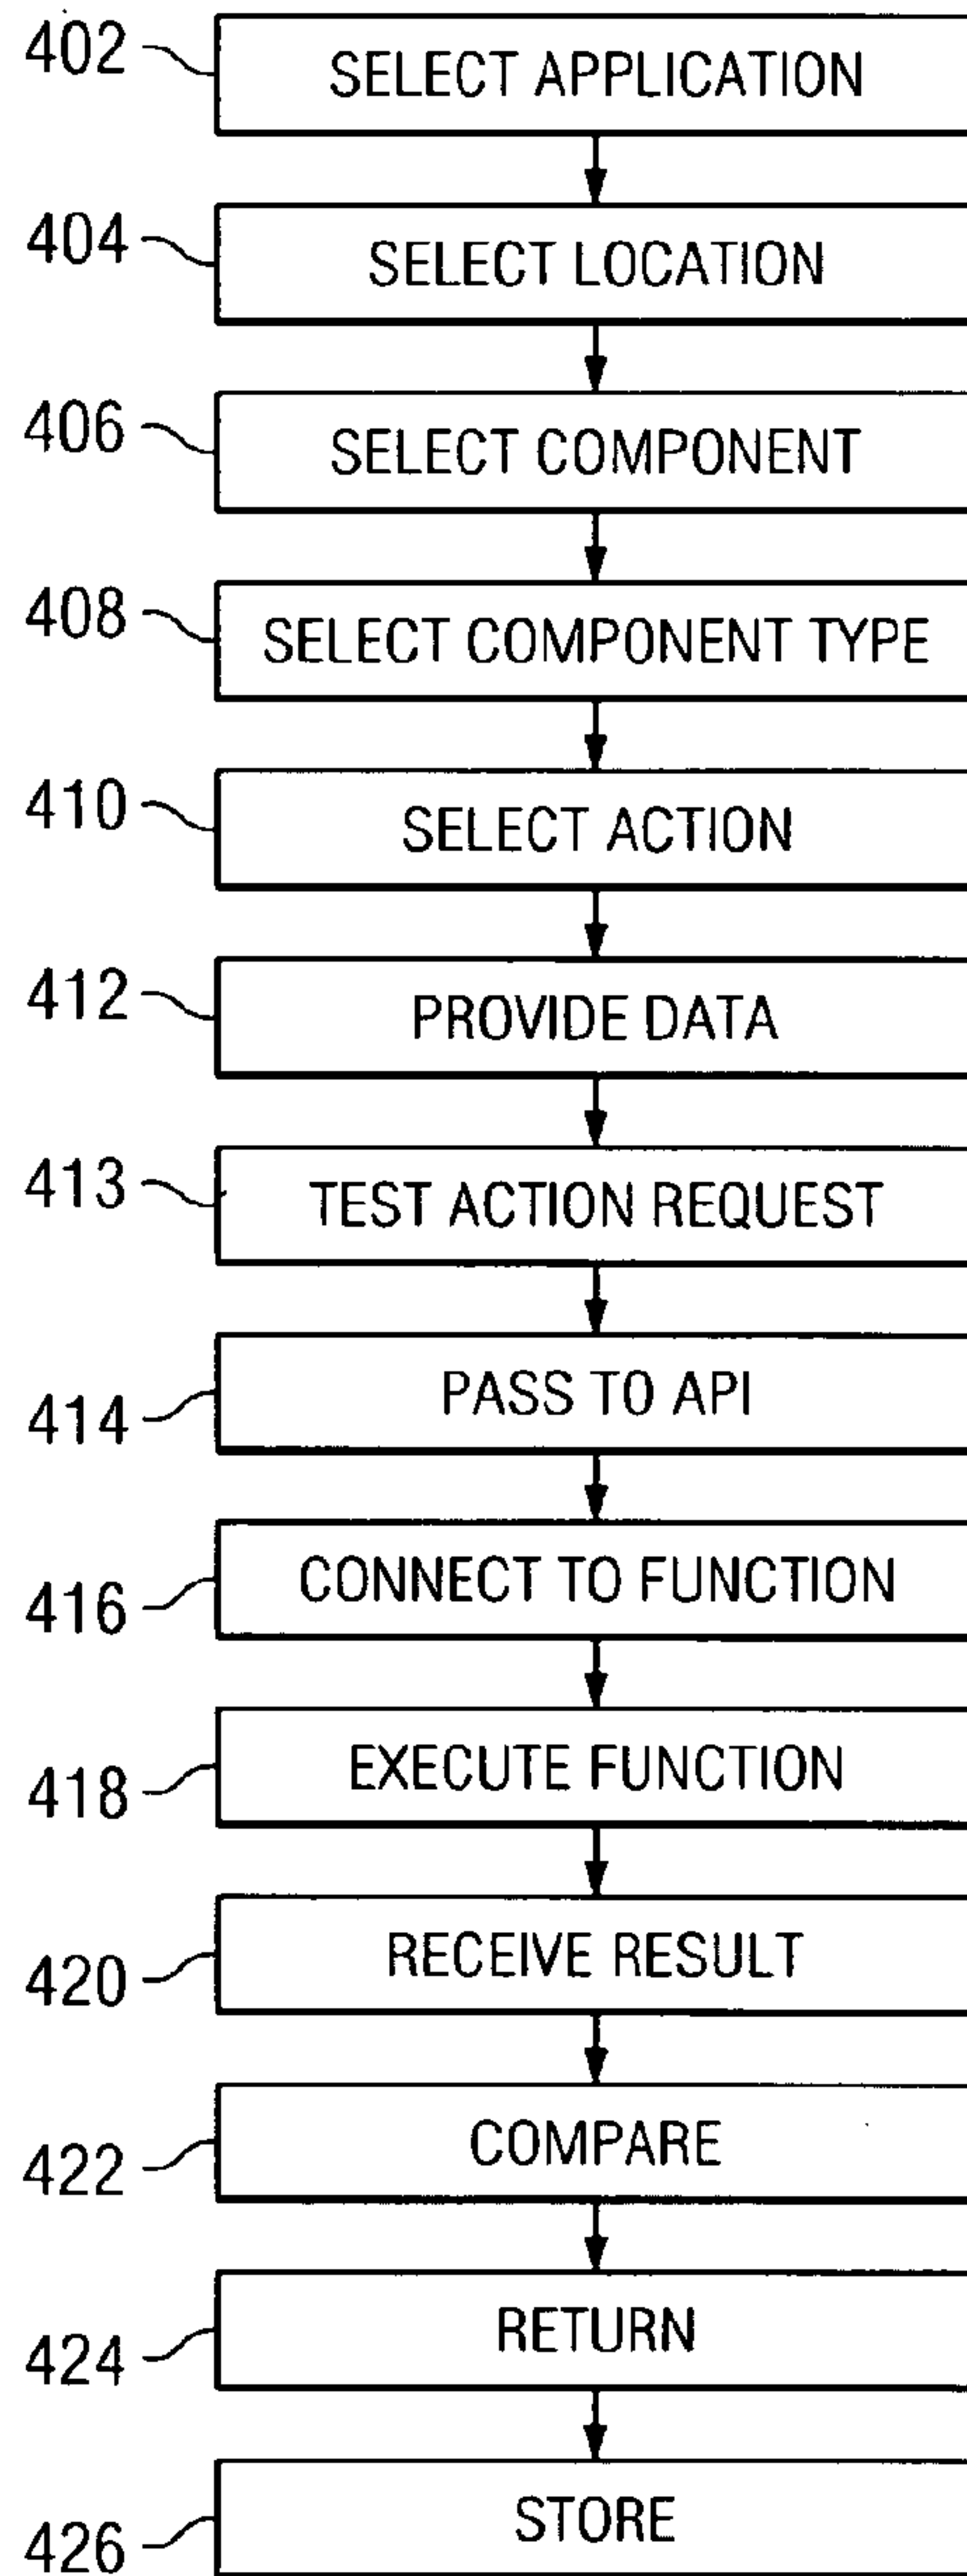 402 SELECT APPLICATION
404 SELECT LOCATION
406 SELECT COMPONENT
408 SELECT COMPONENT TYPE
410 SELECT ACTION
412 PROVIDE DATA
413 TEST ACTION REQUEST
414 PASS TO API
416 CONNECT TO FUNCTION
418 EXECUTE FUNCTION
420 RECEIVE RESULT
422 COMPARE
424 RETURN
426 STORE